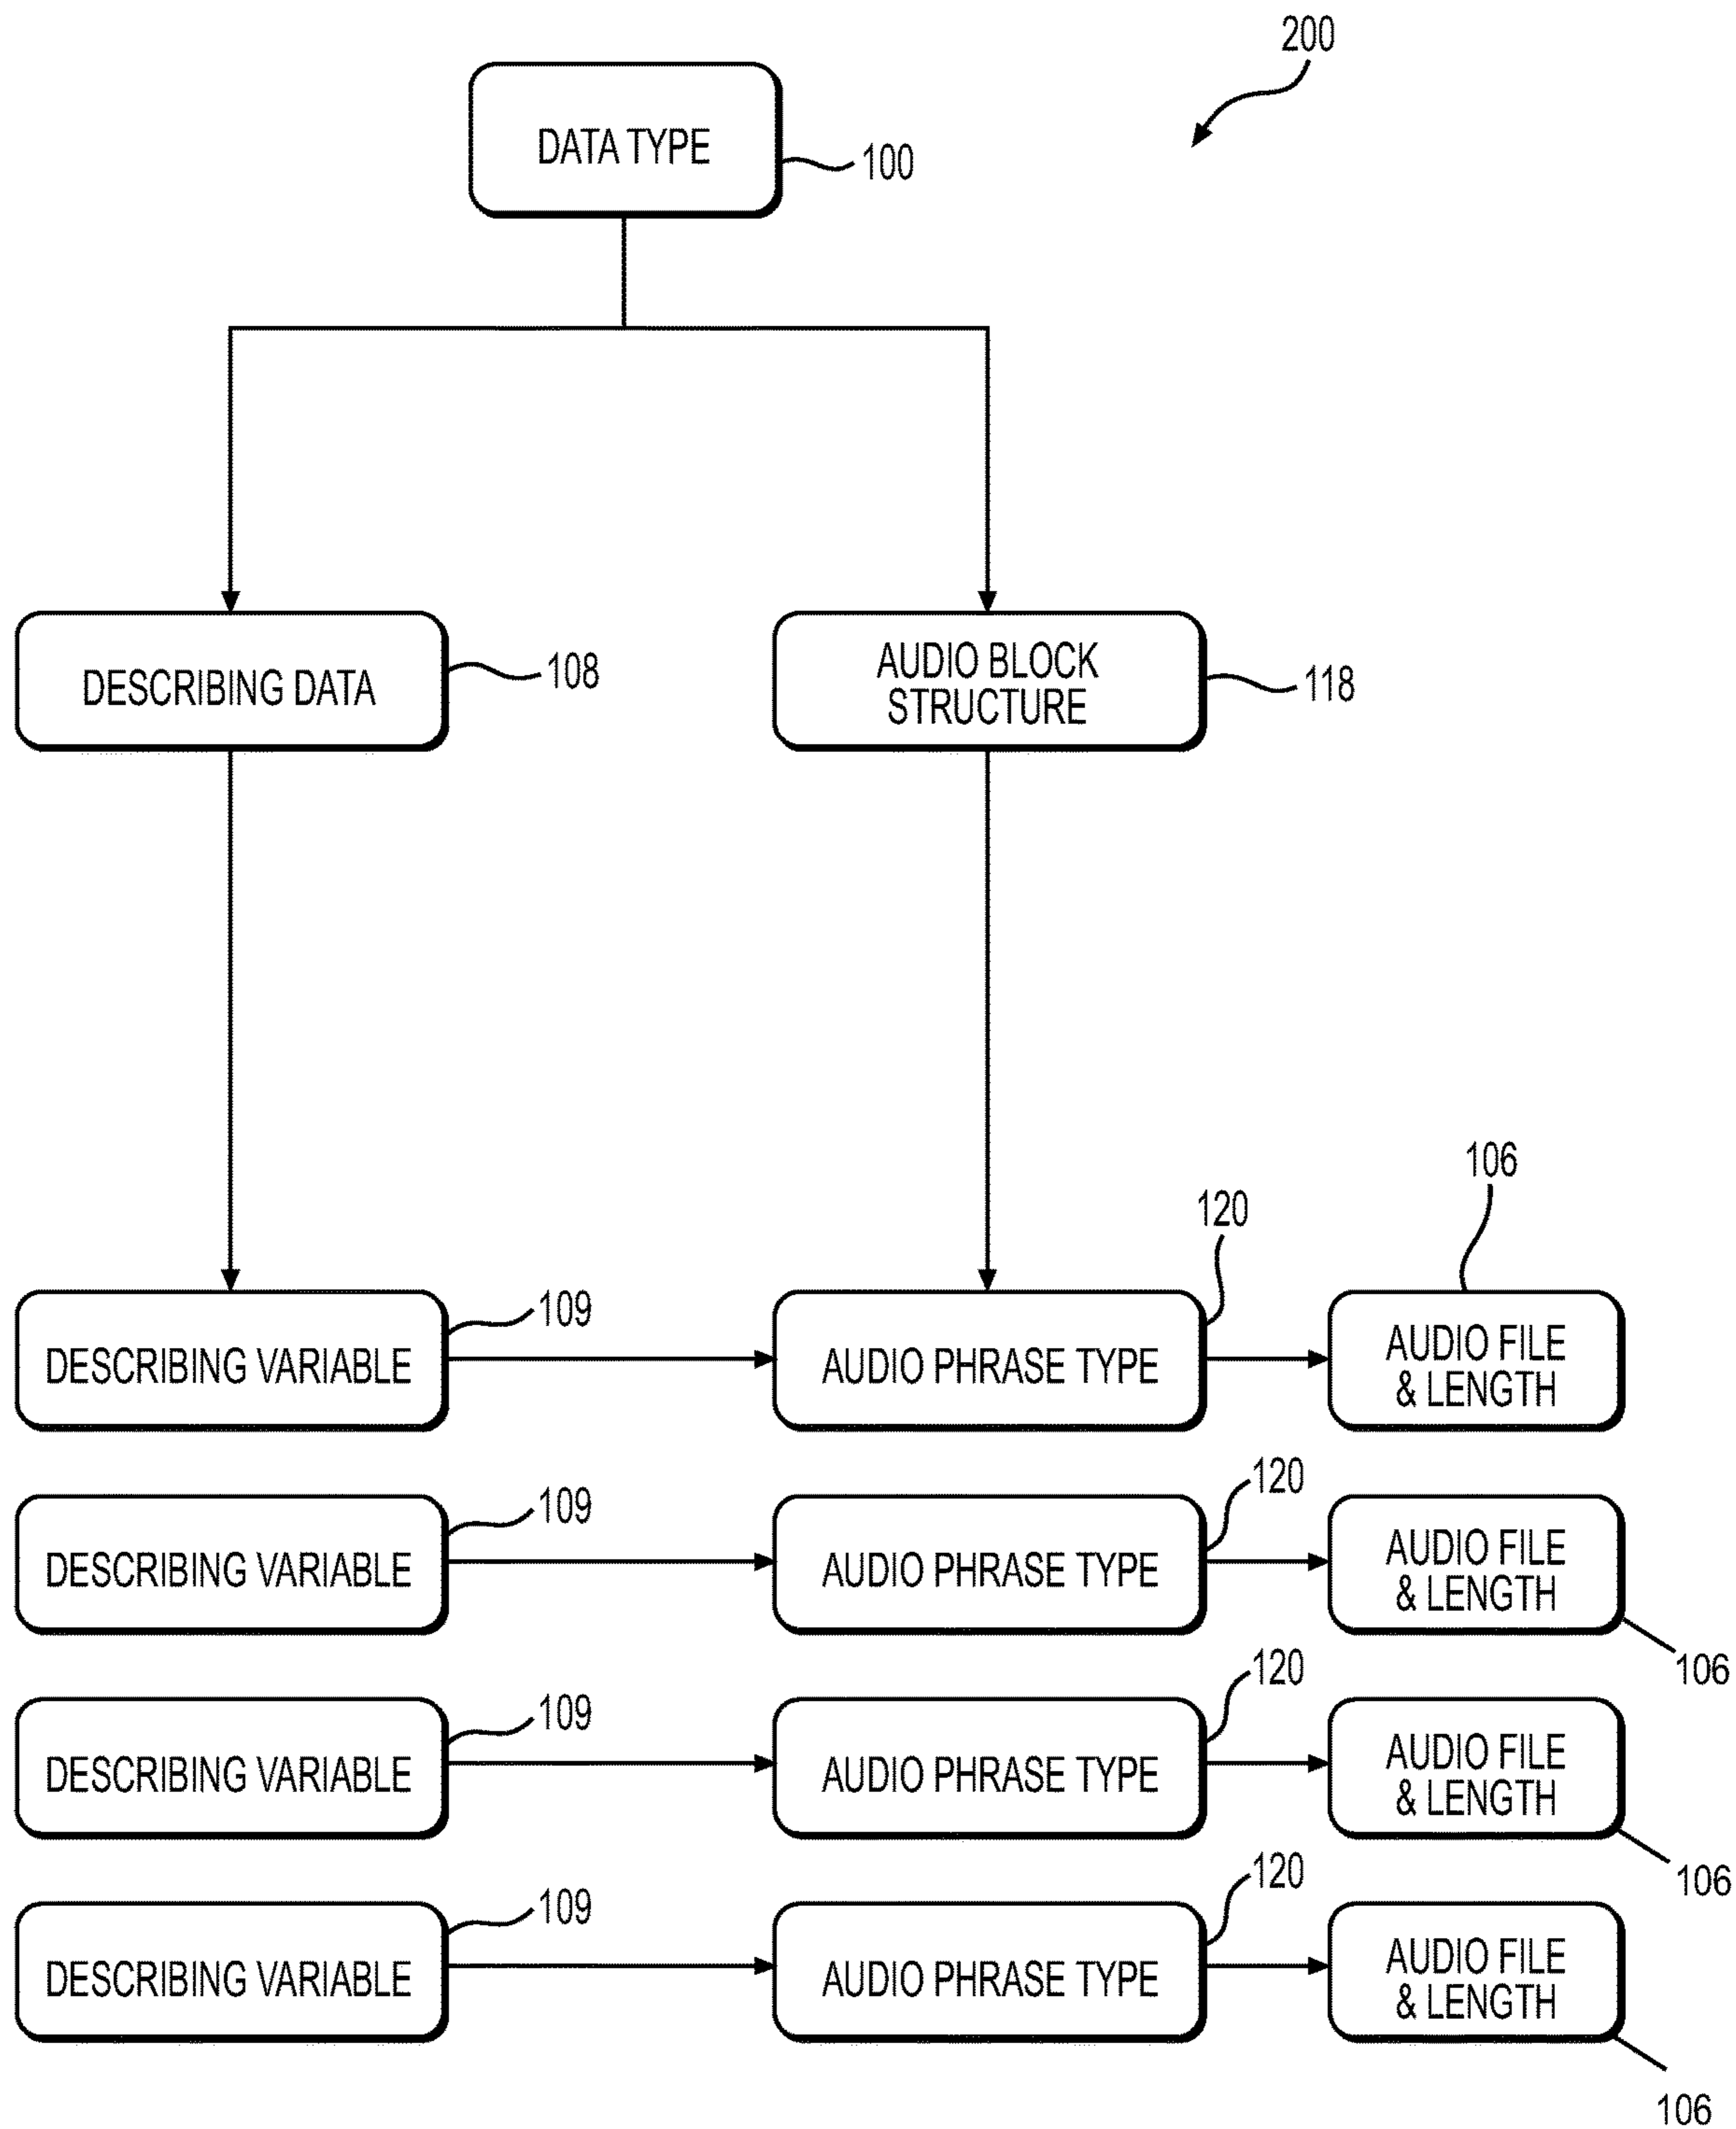 200
DATA TYPE
100
DESCRIBING DATA
108
AUDIO BLOCK
STRUCTURE
118
106
120
109
DESCRIBING VARIABLE
AUDIO PHRASE TYPE
AUDIO FILE
& LENGTH
120
109
DESCRIBING VARIABLE
AUDIO PHRASE TYPE
AUDIO FILE
& LENGTH
106
120
109
DESCRIBING VARIABLE
AUDIO PHRASE TYPE
AUDIO FILE
& LENGTH
106
120
109
DESCRIBING VARIABLE
AUDIO PHRASE TYPE
AUDIO FILE
& LENGTH
106